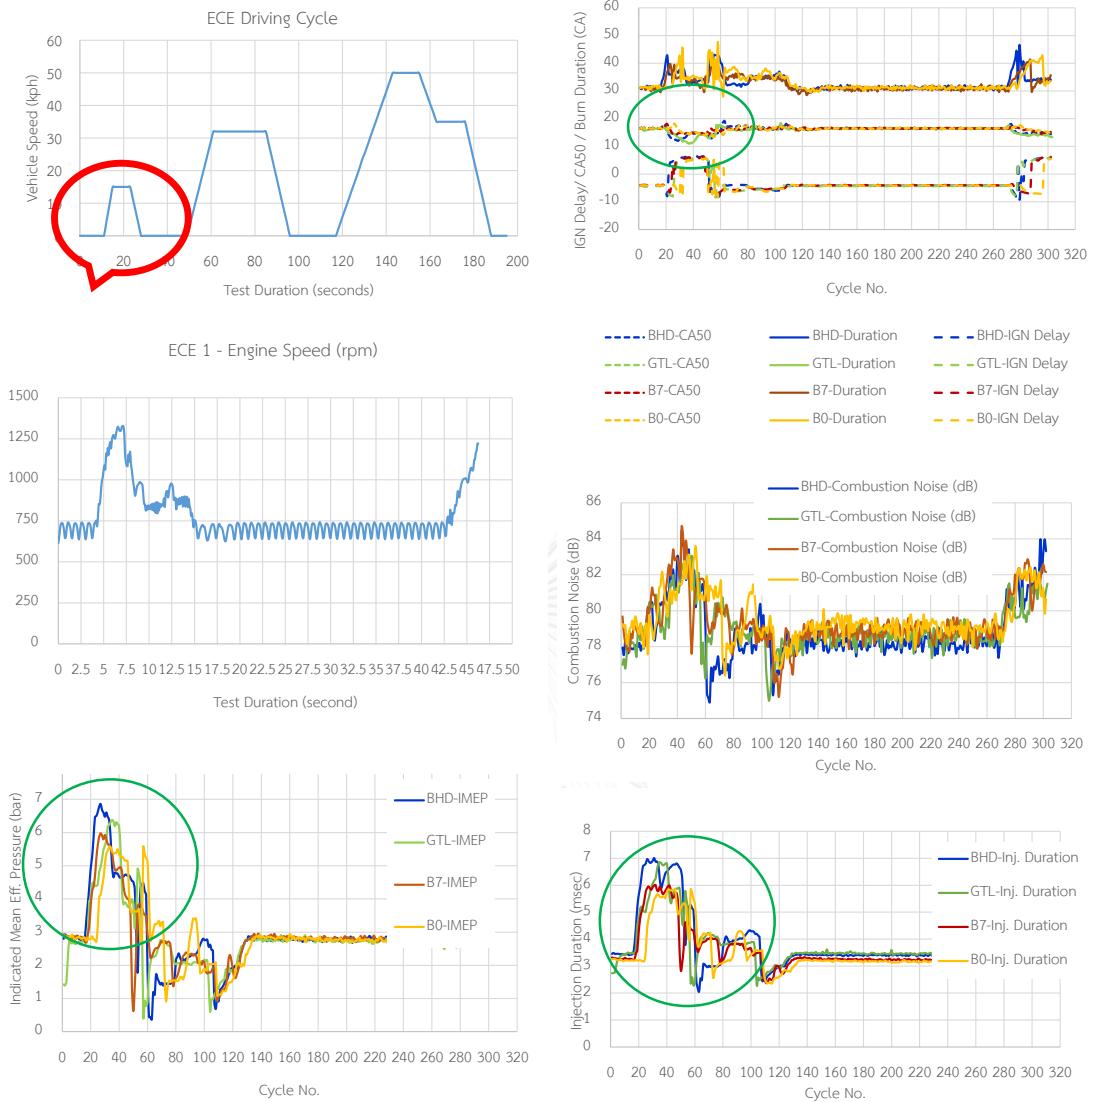 ECE Driving Cycle
Vehicle Speed (kph)
60
50
40
30
20
20 40 60 80 100 120 140 160 180 200
Test Duration (seconds)
IGN Delay/ CA50 / Burn Duration (CA)
60
50
40
30
20
10
0
-10
-20
0 20 40 60 80 100 120 140 160 180 200 220 240 260 280 300 320
Cycle No.
BHD-CA50 BHD-Duration BHD-IGN Delay
GTL-CA50 GTL-Duration GTL-IGN Delay
B7-CA50 B7-Duration B7-IGN Delay
B0-CA50 B0-Duration B0-IGN Delay
ECE 1 - Engine Speed (rpm)
1500
1250
1000
750
500
250
0
0 2.5 5 7.5 10 12.5 15 17.5 20 22.5 25 27.5 30 32.5 35 37.5 40 42.5 45 47.5 50
Test Duration (second)
Combustion Noise (dB)
86
84
82
80
78
76
74
BHD-Combustion Noise (dB)
GTL-Combustion Noise (dB)
B7-Combustion Noise (dB)
B0-Combustion Noise (dB)
0 20 40 60 80 100 120 140 160 180 200 220 240 260 280 300 320
Cycle No.
Indicated Mean Eff. Pressure (bar)
7
6
5
4
3
2
1
0
BHD-IMEP
GTL-IMEP
B7-IMEP
B0-IMEP
0 20 40 60 80 100 120 140 160 180 200 220 240 260 280 300 320
Cycle No.
Injection Duration (msec)
8
7
6
5
4
3
2
1
0
BHD-Inj. Duration
GTL-Inj. Duration
B7-Inj. Duration
B0-Inj. Duration
0 20 40 60 80 100 120 140 160 180 200 220 240 260 280 300 320
Cycle No.